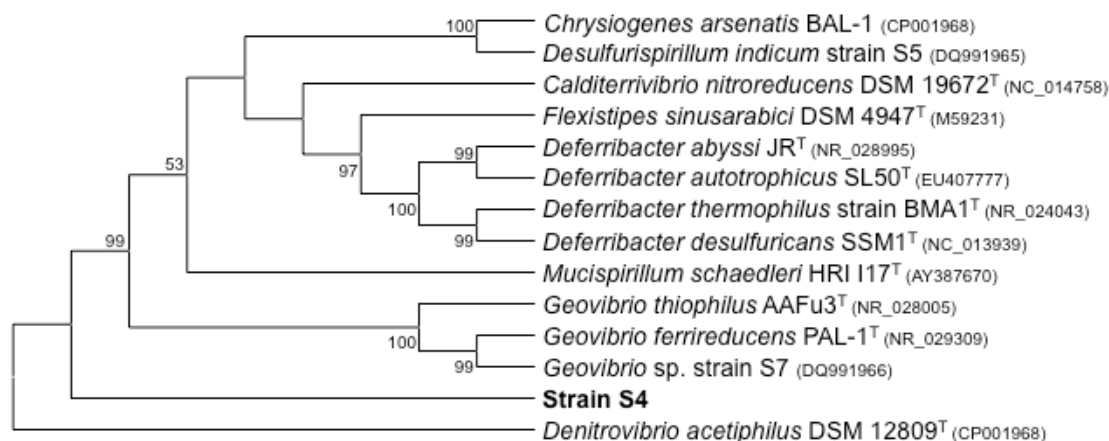 100 Chrysiogenes arsenatis BAL-1 (CP001968)
Desulfurispirillum indicum strain S5 (DQ991965)
Calditerrivibrio nitroreducens DSM 19672ᵀ (NC_014758)
Flexistipes sinusarabici DSM 4947ᵀ (M59231)
99 Deferribacter abyssi JRᵀ (NR_028995)
53
97
Deferribacter autotrophicus SL50ᵀ (EU407777)
100
Deferribacter thermophilus strain BMA1ᵀ (NR_024043)
99
99 Deferribacter desulfuricans SSM1ᵀ (NC_013939)
Mucispirillum schaedleri HRI I17ᵀ (AY387670)
Geovibrio thiophilus AAFu3ᵀ (NR_028005)
100 Geovibrio ferrireducens PAL-1ᵀ (NR_029309)
99 Geovibrio sp. strain S7 (DQ991966)
Strain S4
Denitrovibrio acetiphilus DSM 12809ᵀ (CP001968)